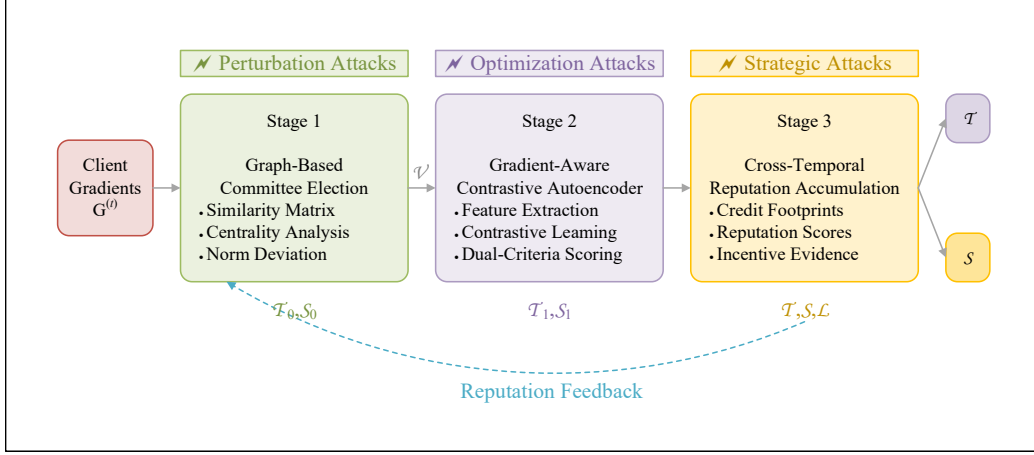 Perturbation Attacks
Optimization Attacks
Strategic Attacks
Client
Gradients
G^(t)
Stage 1
Graph-Based
Committee Election
• Similarity Matrix
• Centrality Analysis
• Norm Deviation
𝒱
Stage 2
Gradient-Aware
Contrastive Autoencoder
• Feature Extraction
• Contrastive Leaming
• Dual-Criteria Scoring
Stage 3
Cross-Temporal
Reputation Accumulation
• Credit Footprints
• Reputation Scores
• Incentive Evidence
𝒯
𝒮
𝒯₀,𝒮₀
𝒯₁,𝒮₁
𝒯,𝒮,ℒ
Reputation Feedback